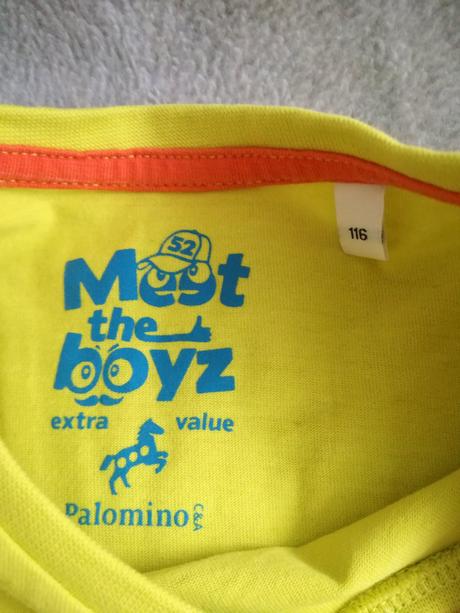 52
Meet
the
boyz
extra value
Palomino C&A
116